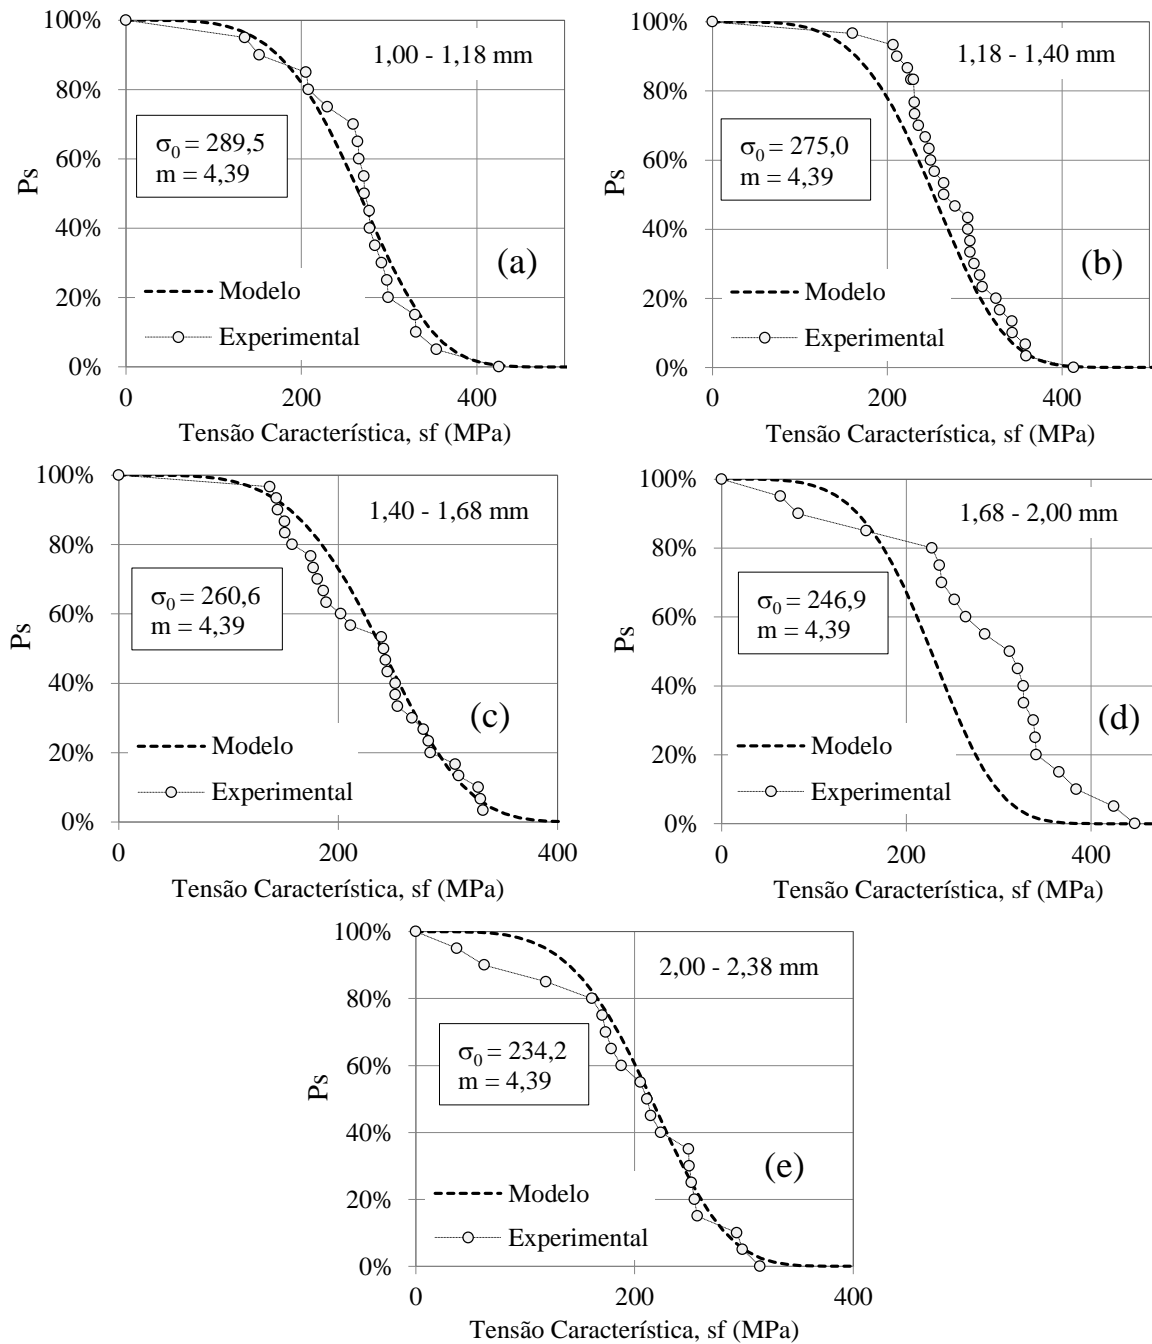 100%
80%
60%
40%
20%
0%
Ps
1,00 - 1,18 mm
σ0 = 289,5
m = 4,39
(a)
Modelo
Experimental
0
200
400
Tensão Característica, sf (MPa)
100%
80%
60%
40%
20%
0%
Ps
1,18 - 1,40 mm
σ0 = 275,0
m = 4,39
(b)
Modelo
Experimental
0
200
400
Tensão Característica, sf (MPa)
100%
80%
60%
40%
20%
0%
Ps
1,40 - 1,68 mm
σ0 = 260,6
m = 4,39
(c)
Modelo
Experimental
0
200
400
Tensão Característica, sf (MPa)
100%
80%
60%
40%
20%
0%
Ps
1,68 - 2,00 mm
σ0 = 246,9
m = 4,39
(d)
Modelo
Experimental
0
200
400
Tensão Característica, sf (MPa)
100%
80%
60%
40%
20%
0%
Ps
2,00 - 2,38 mm
σ0 = 234,2
m = 4,39
(e)
Modelo
Experimental
0
200
400
Tensão Característica, sf (MPa)